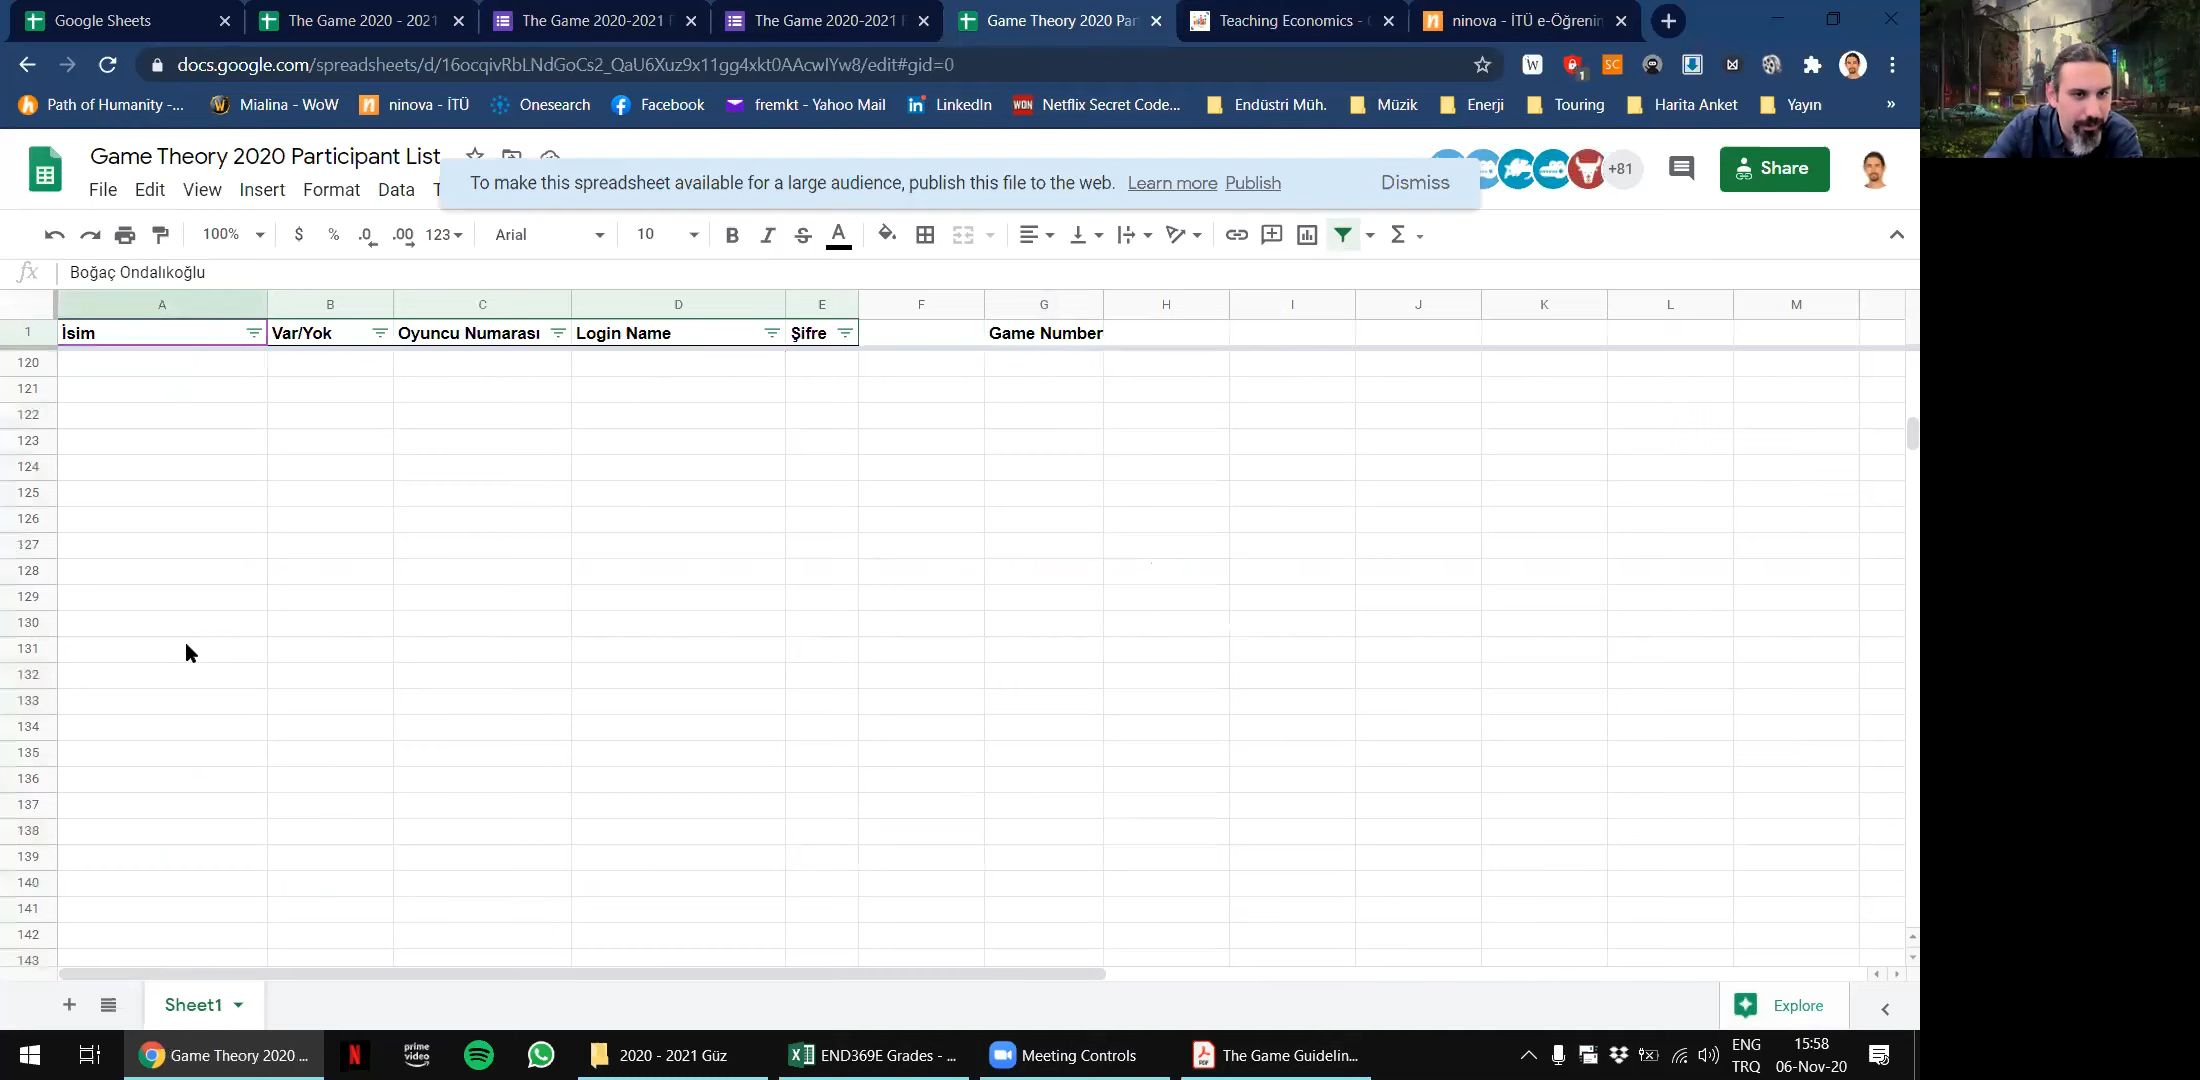 Google Sheets
The Game 2020 - 2021
The Game 2020-2021
The Game 2020-2021
Game Theory 2020 Par
Teaching Economics -
ninova - İTÜ e-Öğrenin
docs.google.com/spreadsheets/d/16ocqivRbLNdGoCs2_QaU6Xuz9x11gg4xkt0AAcwlYw8/edit#gid=0
Path of Humanity -...
Mialina - WoW
ninova - İTÜ
Onesearch
Facebook
fremkt - Yahoo Mail
LinkedIn
Netflix Secret Code...
Endüstri Müh.
Müzik
Enerji
Touring
Harita Anket
Yayın
»
Game Theory 2020 Participant List
File Edit View Insert Format Data T
To make this spreadsheet available for a large audience, publish this file to the web. Learn more Publish Dismiss
+81
Share
100% $ % .0 .00 123 Arial 10 B I S A Σ
fx Boğaç Ondalıkoğlu
A B C D E F G H I J K L M
1 İsim Var/Yok Oyuncu Numarası Login Name Şifre Game Number
120
121
122
123
124
125
126
127
128
129
130
131
132
133
134
135
136
137
138
139
140
141
142
143
Sheet1
Explore
Game Theory 2020 ...
N
prime video
2020 - 2021 Güz
END369E Grades - ...
Meeting Controls
The Game Guidelin...
ENG
TRQ
15:58
06-Nov-20